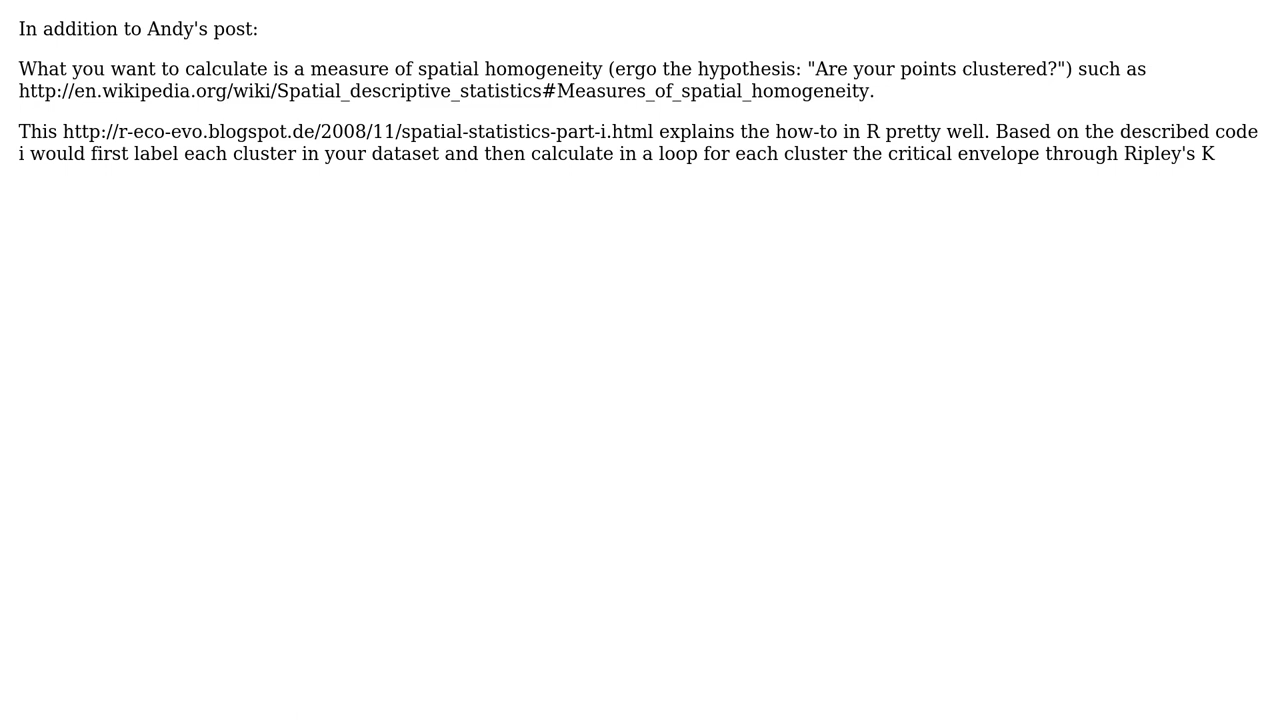 In addition to Andy's post:
What you want to calculate is a measure of spatial homogeneity (ergo the hypothesis: "Are your points clustered?") such as
http://en.wikipedia.org/wiki/Spatial_descriptive_statistics#Measures_of_spatial_homogeneity.
This http://r-eco-evo.blogspot.de/2008/11/spatial-statistics-part-i.html explains the how-to in R pretty well. Based on the described code
i would first label each cluster in your dataset and then calculate in a loop for each cluster the critical envelope through Ripley's K